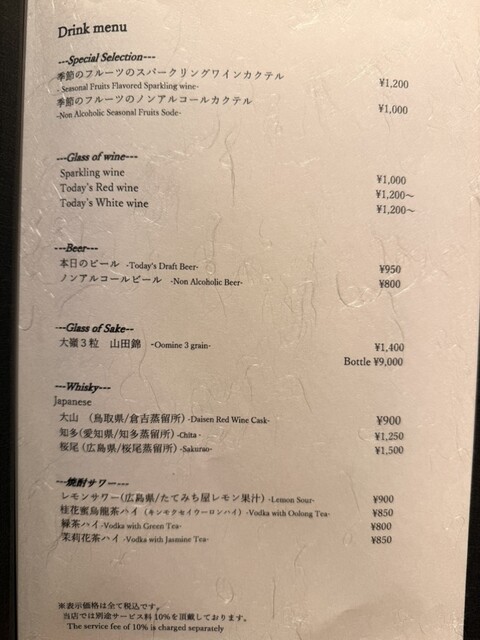 Drink menu
---Special Selection---
季節のフルーツのスパークリングワインカクテル ¥1,200
- Seasonal Fruits Flavored Sparkling wine-
季節のフルーツのノンアルコールカクテル ¥1,000
-Non Alcoholic Seasonal Fruits Sode-
---Glass of wine---
Sparkling wine ¥1,000
Today's Red wine ¥1,200～
Today's White wine ¥1,200～
---Beer---
本日のビール -Today's Draft Beer- ¥950
ノンアルコールビール -Non Alcoholic Beer- ¥800
---Glass of Sake--
大嶺３粒 山田錦 -Oomine 3 grain- ¥1,400
Bottle ¥9,000
---Whisky---
Japanese
大山 (鳥取県/倉吉蒸留所) -Daisen Red Wine Cask- ¥900
知多(愛知県/知多蒸留所) -Chita - ¥1,250
桜尾 (広島県/桜尾蒸留所) -Sakurao- ¥1,500
---焼酎サワー---
レモンサワー(広島県/たてみち屋レモン果汁) -Lemon Sour- ¥900
桂花蜜烏龍茶ハイ (キンモクセイウーロンハイ) -Vodka with Oolong Tea- ¥850
緑茶ハイ-Vodka with Green Tea- ¥800
茉莉花茶ハイ -Vodka with Jasmine Tea- ¥850
※表示価格は全て税込です。
当店では別途サービス料 10%を頂戴しております。
The service fee of 10% is charged separately